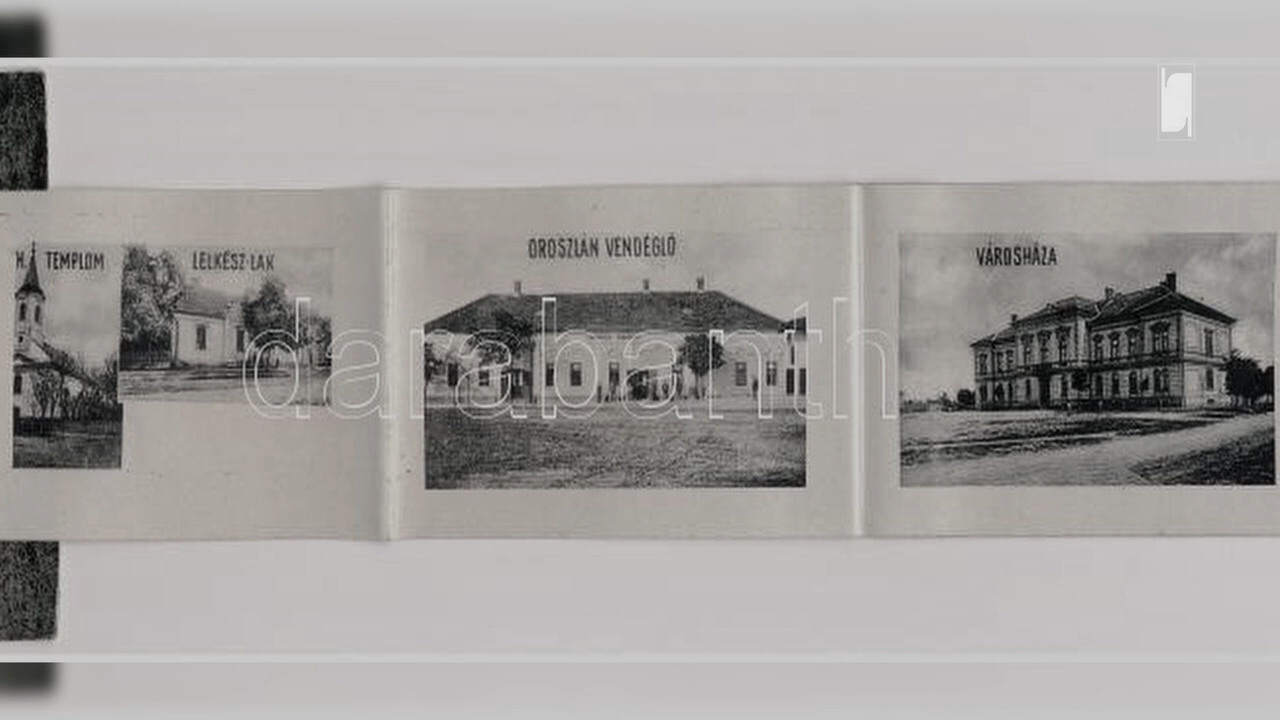 H. TEMPLOM
LELKÉSZ LAK
OROSZLÁN VENDÉGLŐ
VÁROSHÁZA
darabanth